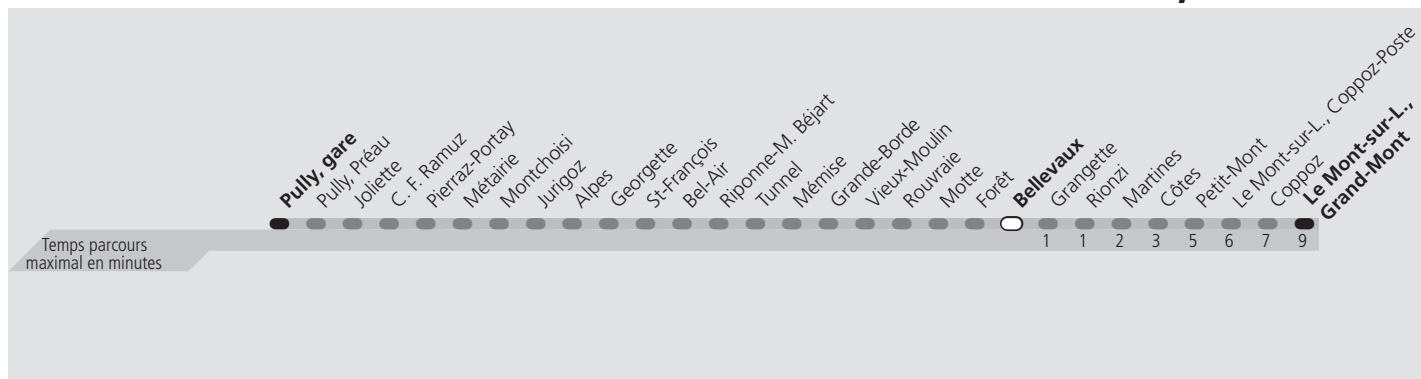 Pully, gare
Pully, Préau
Joliette
C. F. Ramuz
Pierraz-Portay
Métairie
Montchoisi
Jurigoz
Alpes
Georgette
St-François
Bel-Air
Riponne-M. Béjart
Tunnel
Mémise
Grande-Borde
Vieux-Moulin
Rouvraie
Motte
Forêt
Bellevaux
Grangette
Rionzi
Martines
Côtes
Petit-Mont
Le Mont-sur-L., Coppoz-Poste
Coppoz
Le Mont-sur-L.,
Grand-Mont
Temps parcours
maximal en minutes
1 1 2 3 5 6 7 9